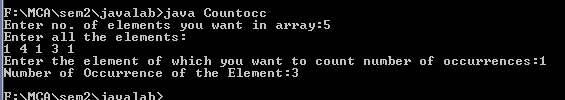 F:\MCA\sem2\javalab>java Countocc
Enter no. of elements you want in array:5
Enter all the elements:
1 4 1 3 1
Enter the element of which you want to count number of occurrences:1
Number of Occurrence of the Element:3
F:\MCA\sem2\javalab>